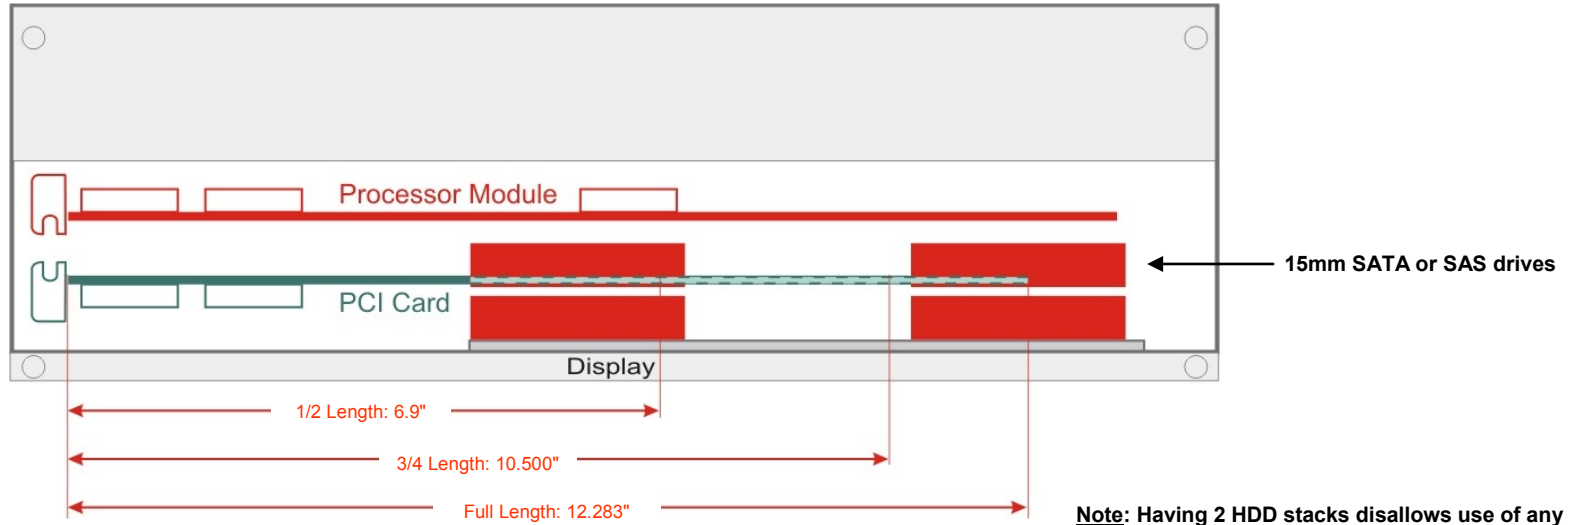 Processor Module
15mm SATA or SAS drives
PCI Card
Display
1/2 Length: 6.9"
3/4 Length: 10.500"
Full Length: 12.283"
Note: Having 2 HDD stacks disallows use of any